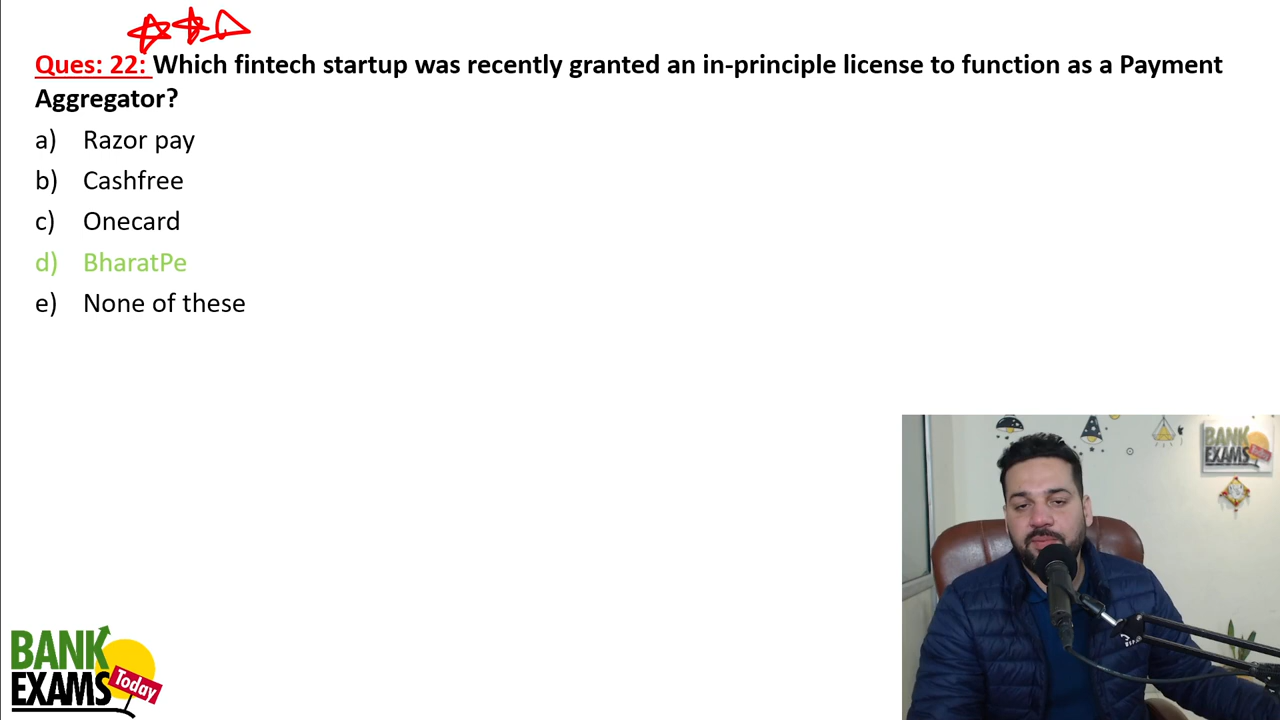 Ques: 22: Which fintech startup was recently granted an in-principle license to function as a Payment
Aggregator?
a) Razor pay
b) Cashfree
c) Onecard
d) BharatPe
e) None of these
BANK
EXAMS
Today
BANK
EXAMS
Today